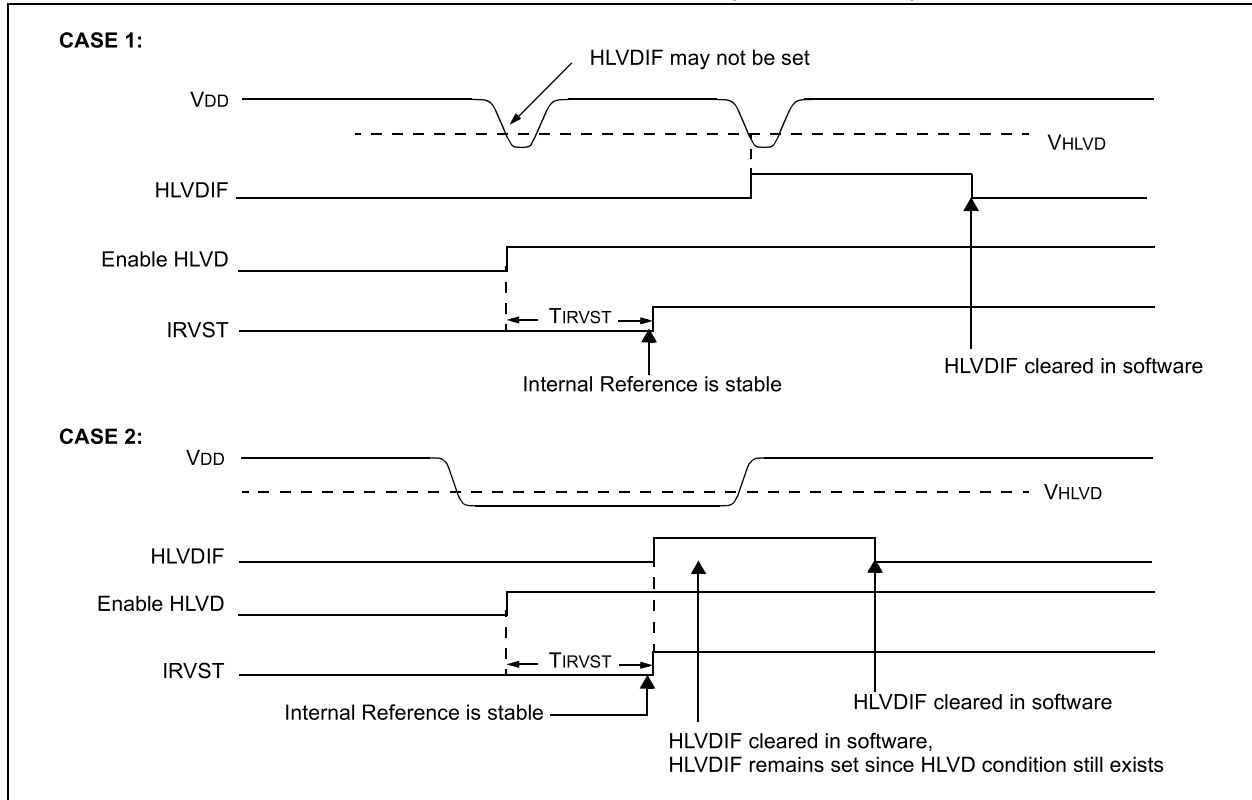 CASE 1:
HLVDIF may not be set
VDD
VHLVD
HLVDIF
Enable HLVD
TIRVST
IRVST
HLVDIF cleared in software
Internal Reference is stable
CASE 2:
VDD
VHLVD
HLVDIF
Enable HLVD
TIRVST
IRVST
HLVDIF cleared in software
Internal Reference is stable
HLVDIF cleared in software,
HLVDIF remains set since HLVD condition still exists